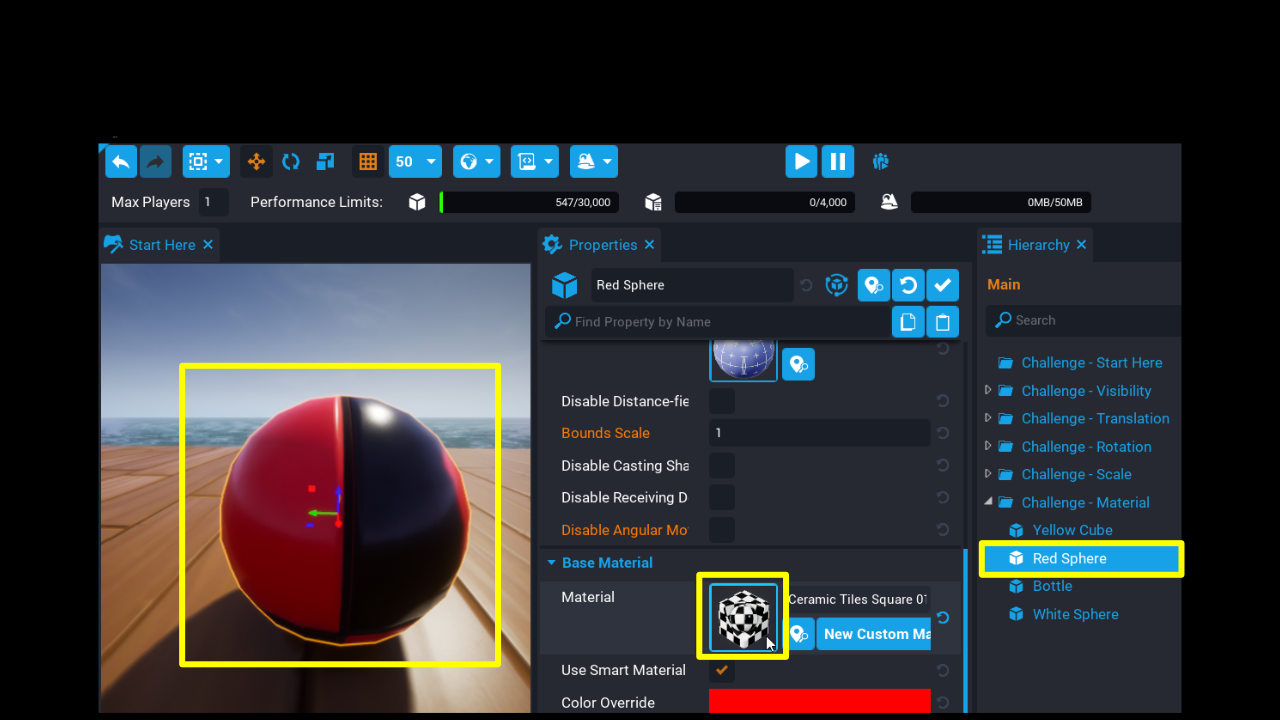 50
Max Players 1 Performance Limits: 547/30,000 0/4,000 0MB/50MB
Start Here
Properties
Hierarchy
Red Sphere
Find Property by Name
Disable Distance-fie
Bounds Scale 1
Disable Casting Sha
Disable Receiving D
Disable Angular Mo
Base Material
Material
Ceramic Tiles Square 01
New Custom Ma
Use Smart Material
Color Override
Main
Search
Challenge - Start Here
Challenge - Visibility
Challenge - Translation
Challenge - Rotation
Challenge - Scale
Challenge - Material
Yellow Cube
Red Sphere
Bottle
White Sphere